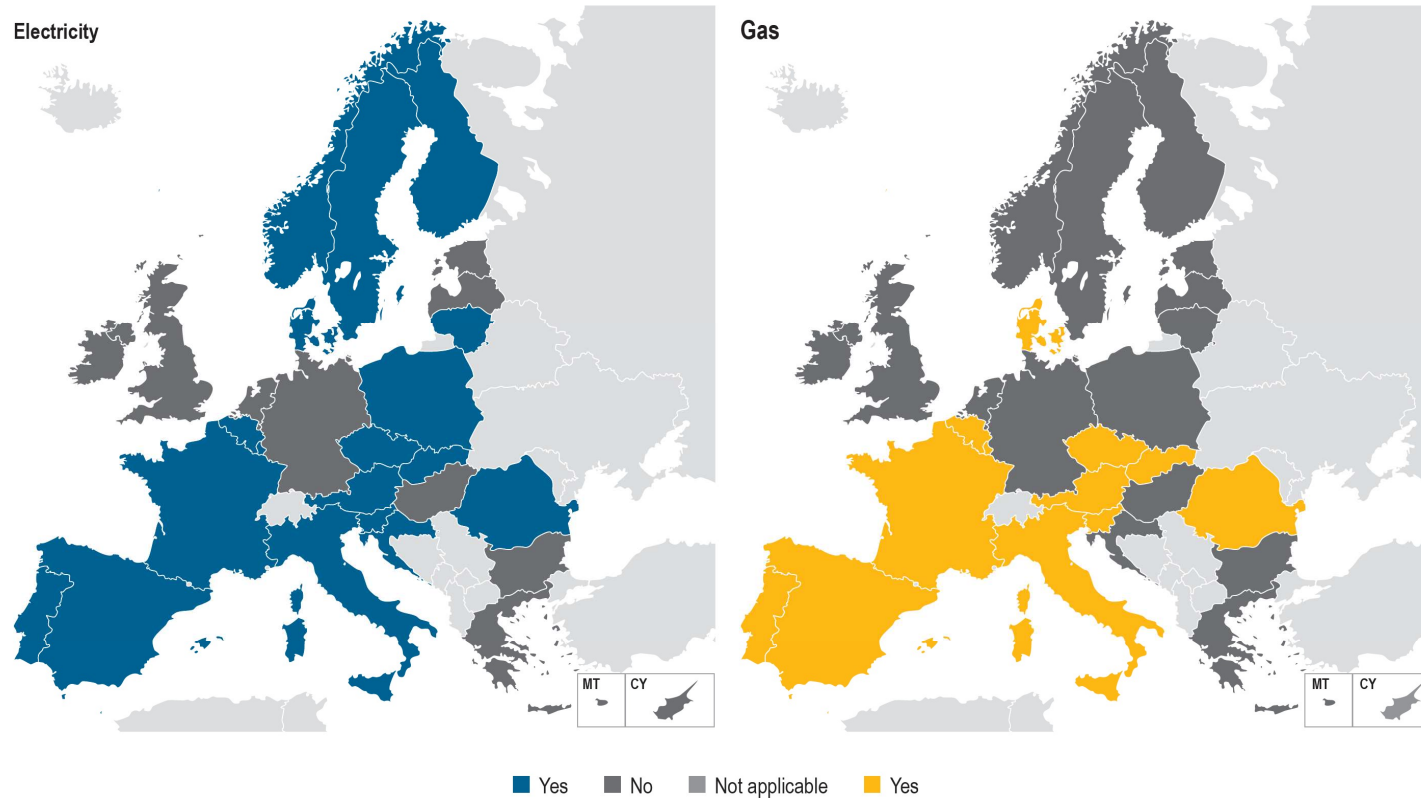 Electricity
Gas
MT
CY
MT
CY
Yes
No
Not applicable
Yes